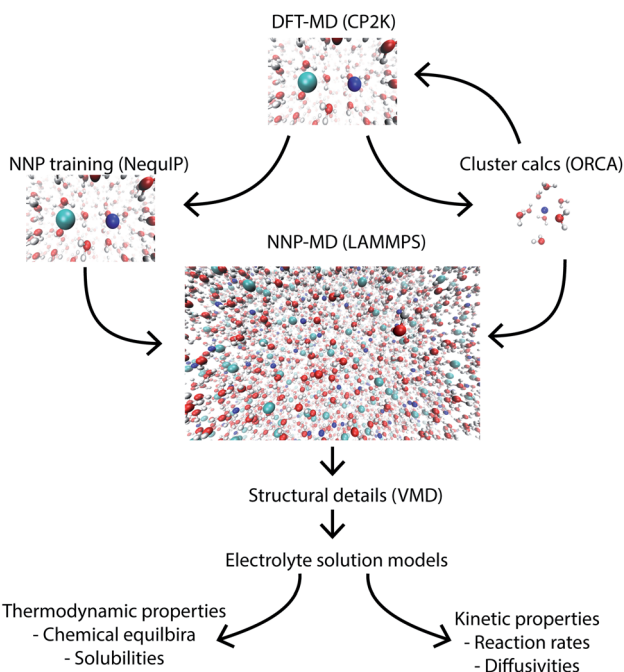 DFT-MD (CP2K)
NNP training (NequIP)
Cluster calcs (ORCA)
NNP-MD (LAMMPS)
Structural details (VMD)
Electrolyte solution models
Thermodynamic properties
- Chemical equilbira
- Solubilities
Kinetic properties
- Reaction rates
- Diffusivities